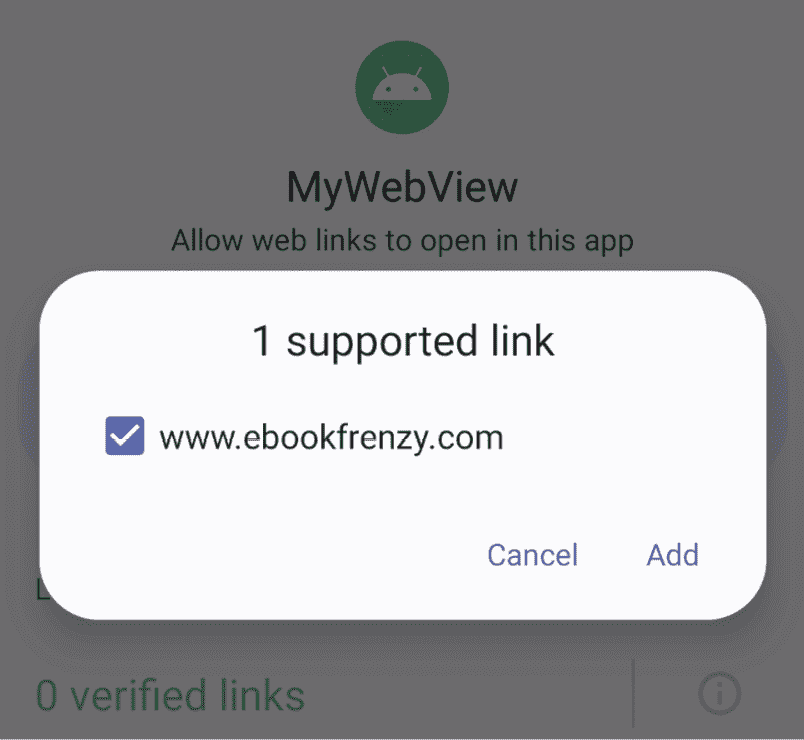 MyWebView
Allow web links to open in this app
1 supported link
www.ebookfrenzy.com
Cancel Add
L
0 verified links